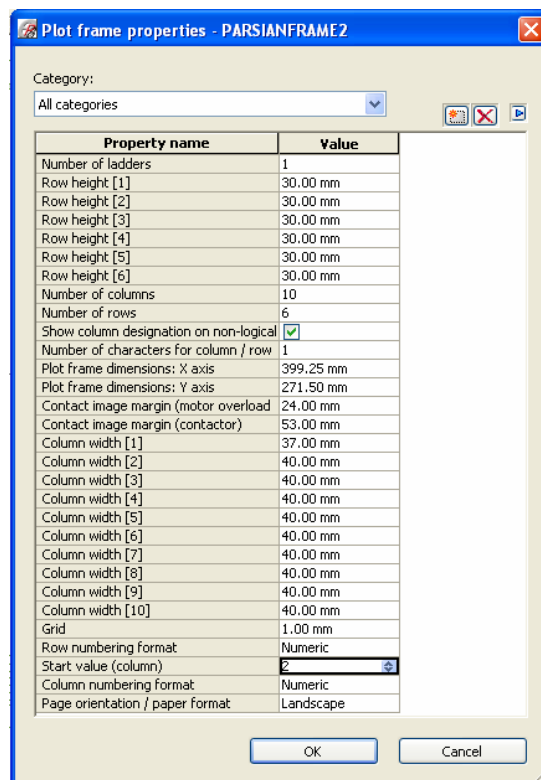 Plot frame properties - PARSIANFRAME2
Category:
All categories
Property name Value
Number of ladders 1
Row height [1] 30.00 mm
Row height [2] 30.00 mm
Row height [3] 30.00 mm
Row height [4] 30.00 mm
Row height [5] 30.00 mm
Row height [6] 30.00 mm
Number of columns 10
Number of rows 6
Show column designation on non-logical
Number of characters for column / row 1
Plot frame dimensions: X axis 399.25 mm
Plot frame dimensions: Y axis 271.50 mm
Contact image margin (motor overload 24.00 mm
Contact image margin (contactor) 53.00 mm
Column width [1] 37.00 mm
Column width [2] 40.00 mm
Column width [3] 40.00 mm
Column width [4] 40.00 mm
Column width [5] 40.00 mm
Column width [6] 40.00 mm
Column width [7] 40.00 mm
Column width [8] 40.00 mm
Column width [9] 40.00 mm
Column width [10] 40.00 mm
Grid 1.00 mm
Row numbering format Numeric
Start value (column) 2
Column numbering format Numeric
Page orientation / paper format Landscape
OK Cancel